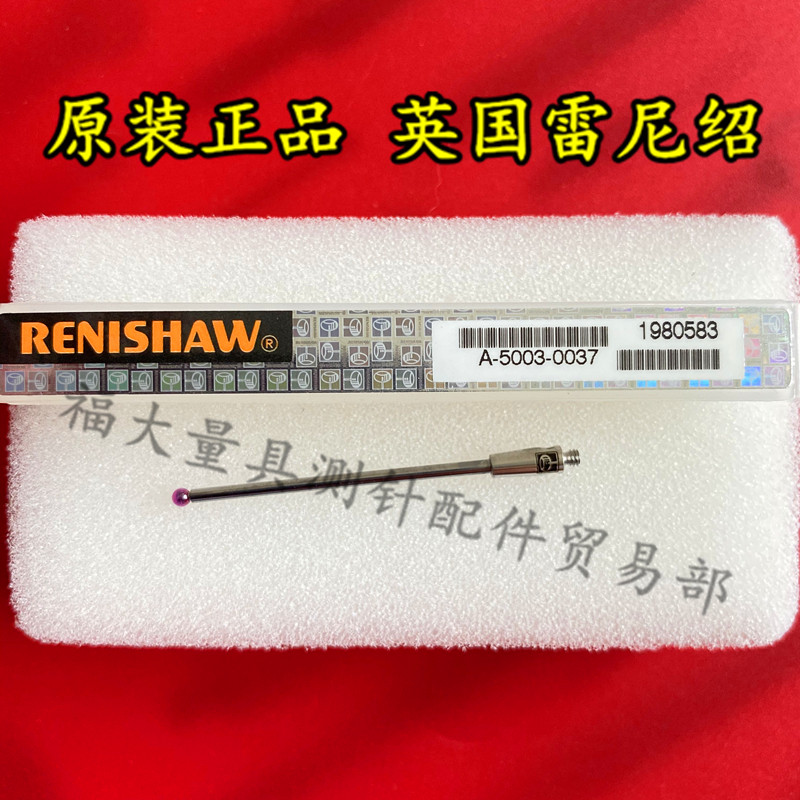 原装正品 英国雷尼绍
RENISHAW®
1980583
A-5003-0037
福大量具测针配件贸易部